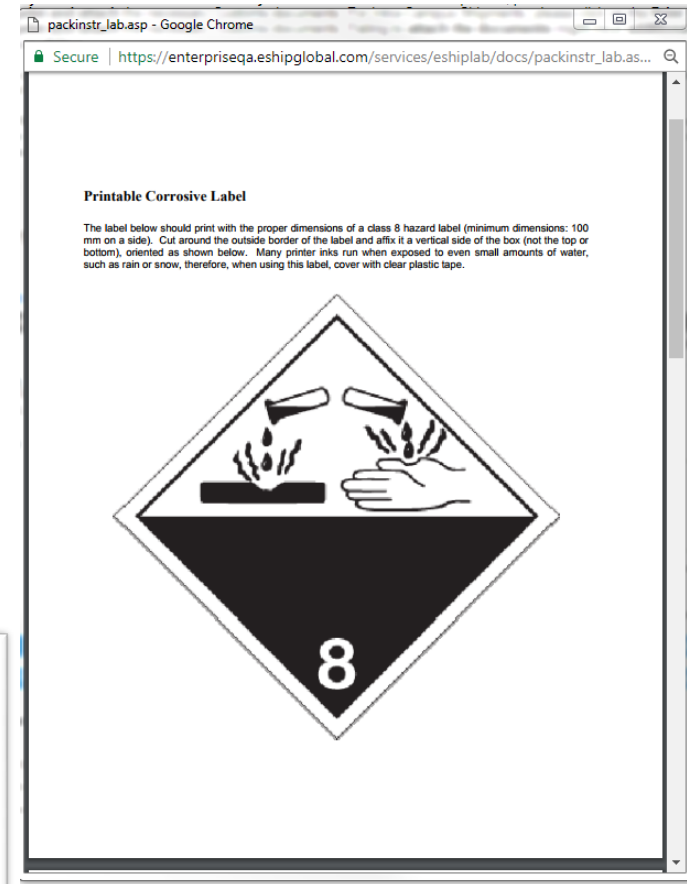 packinstr_lab.asp - Google Chrome
Secure | https://enterpriseqa.eshipglobal.com/services/eshiplab/docs/packinstr_lab.as...
Printable Corrosive Label
The label below should print with the proper dimensions of a class 8 hazard label (minimum dimensions: 100
mm on a side). Cut around the outside border of the label and affix it a vertical side of the box (not the top or
bottom), oriented as shown below. Many printer inks run when exposed to even small amounts of water,
such as rain or snow, therefore, when using this label, cover with clear plastic tape.
8